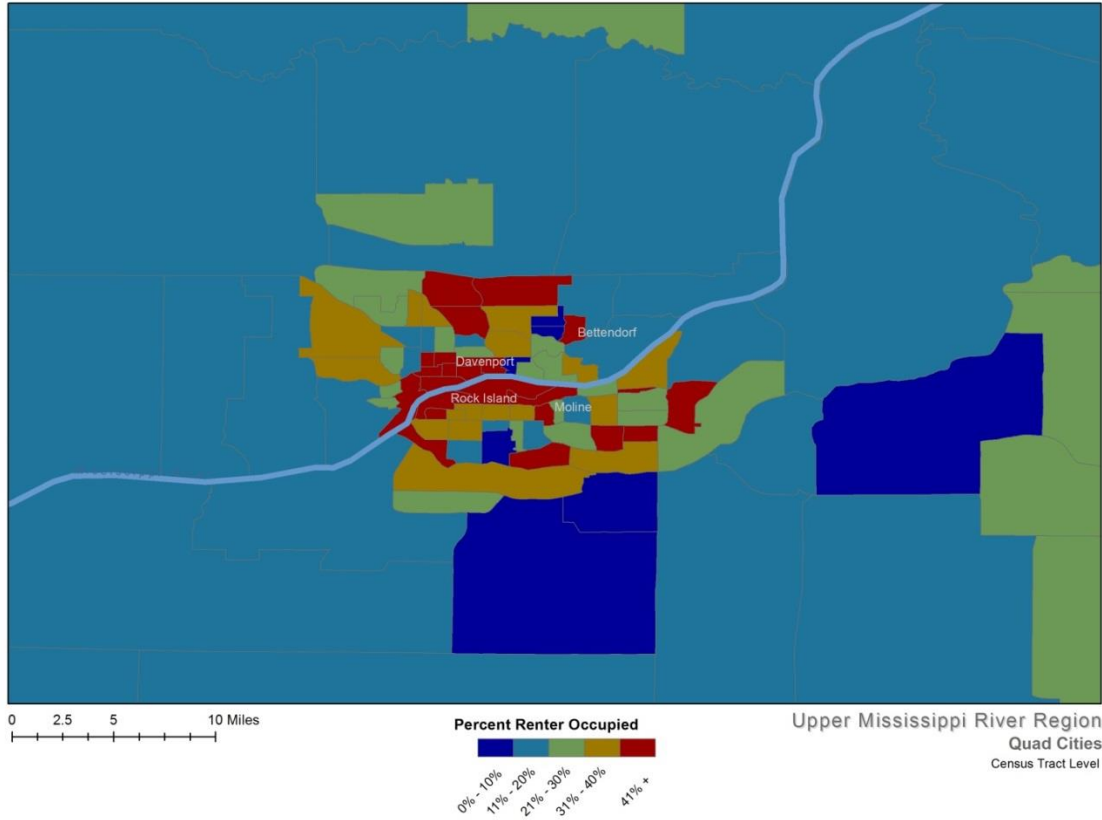 Bettendorf
Davenport
Rock Island
Moline
0 2.5 5 10 Miles
Percent Renter Occupied
0% - 10%
11% - 20%
21% - 30%
31% - 40%
41% +
Upper Mississippi River Region
Quad Cities
Census Tract Level